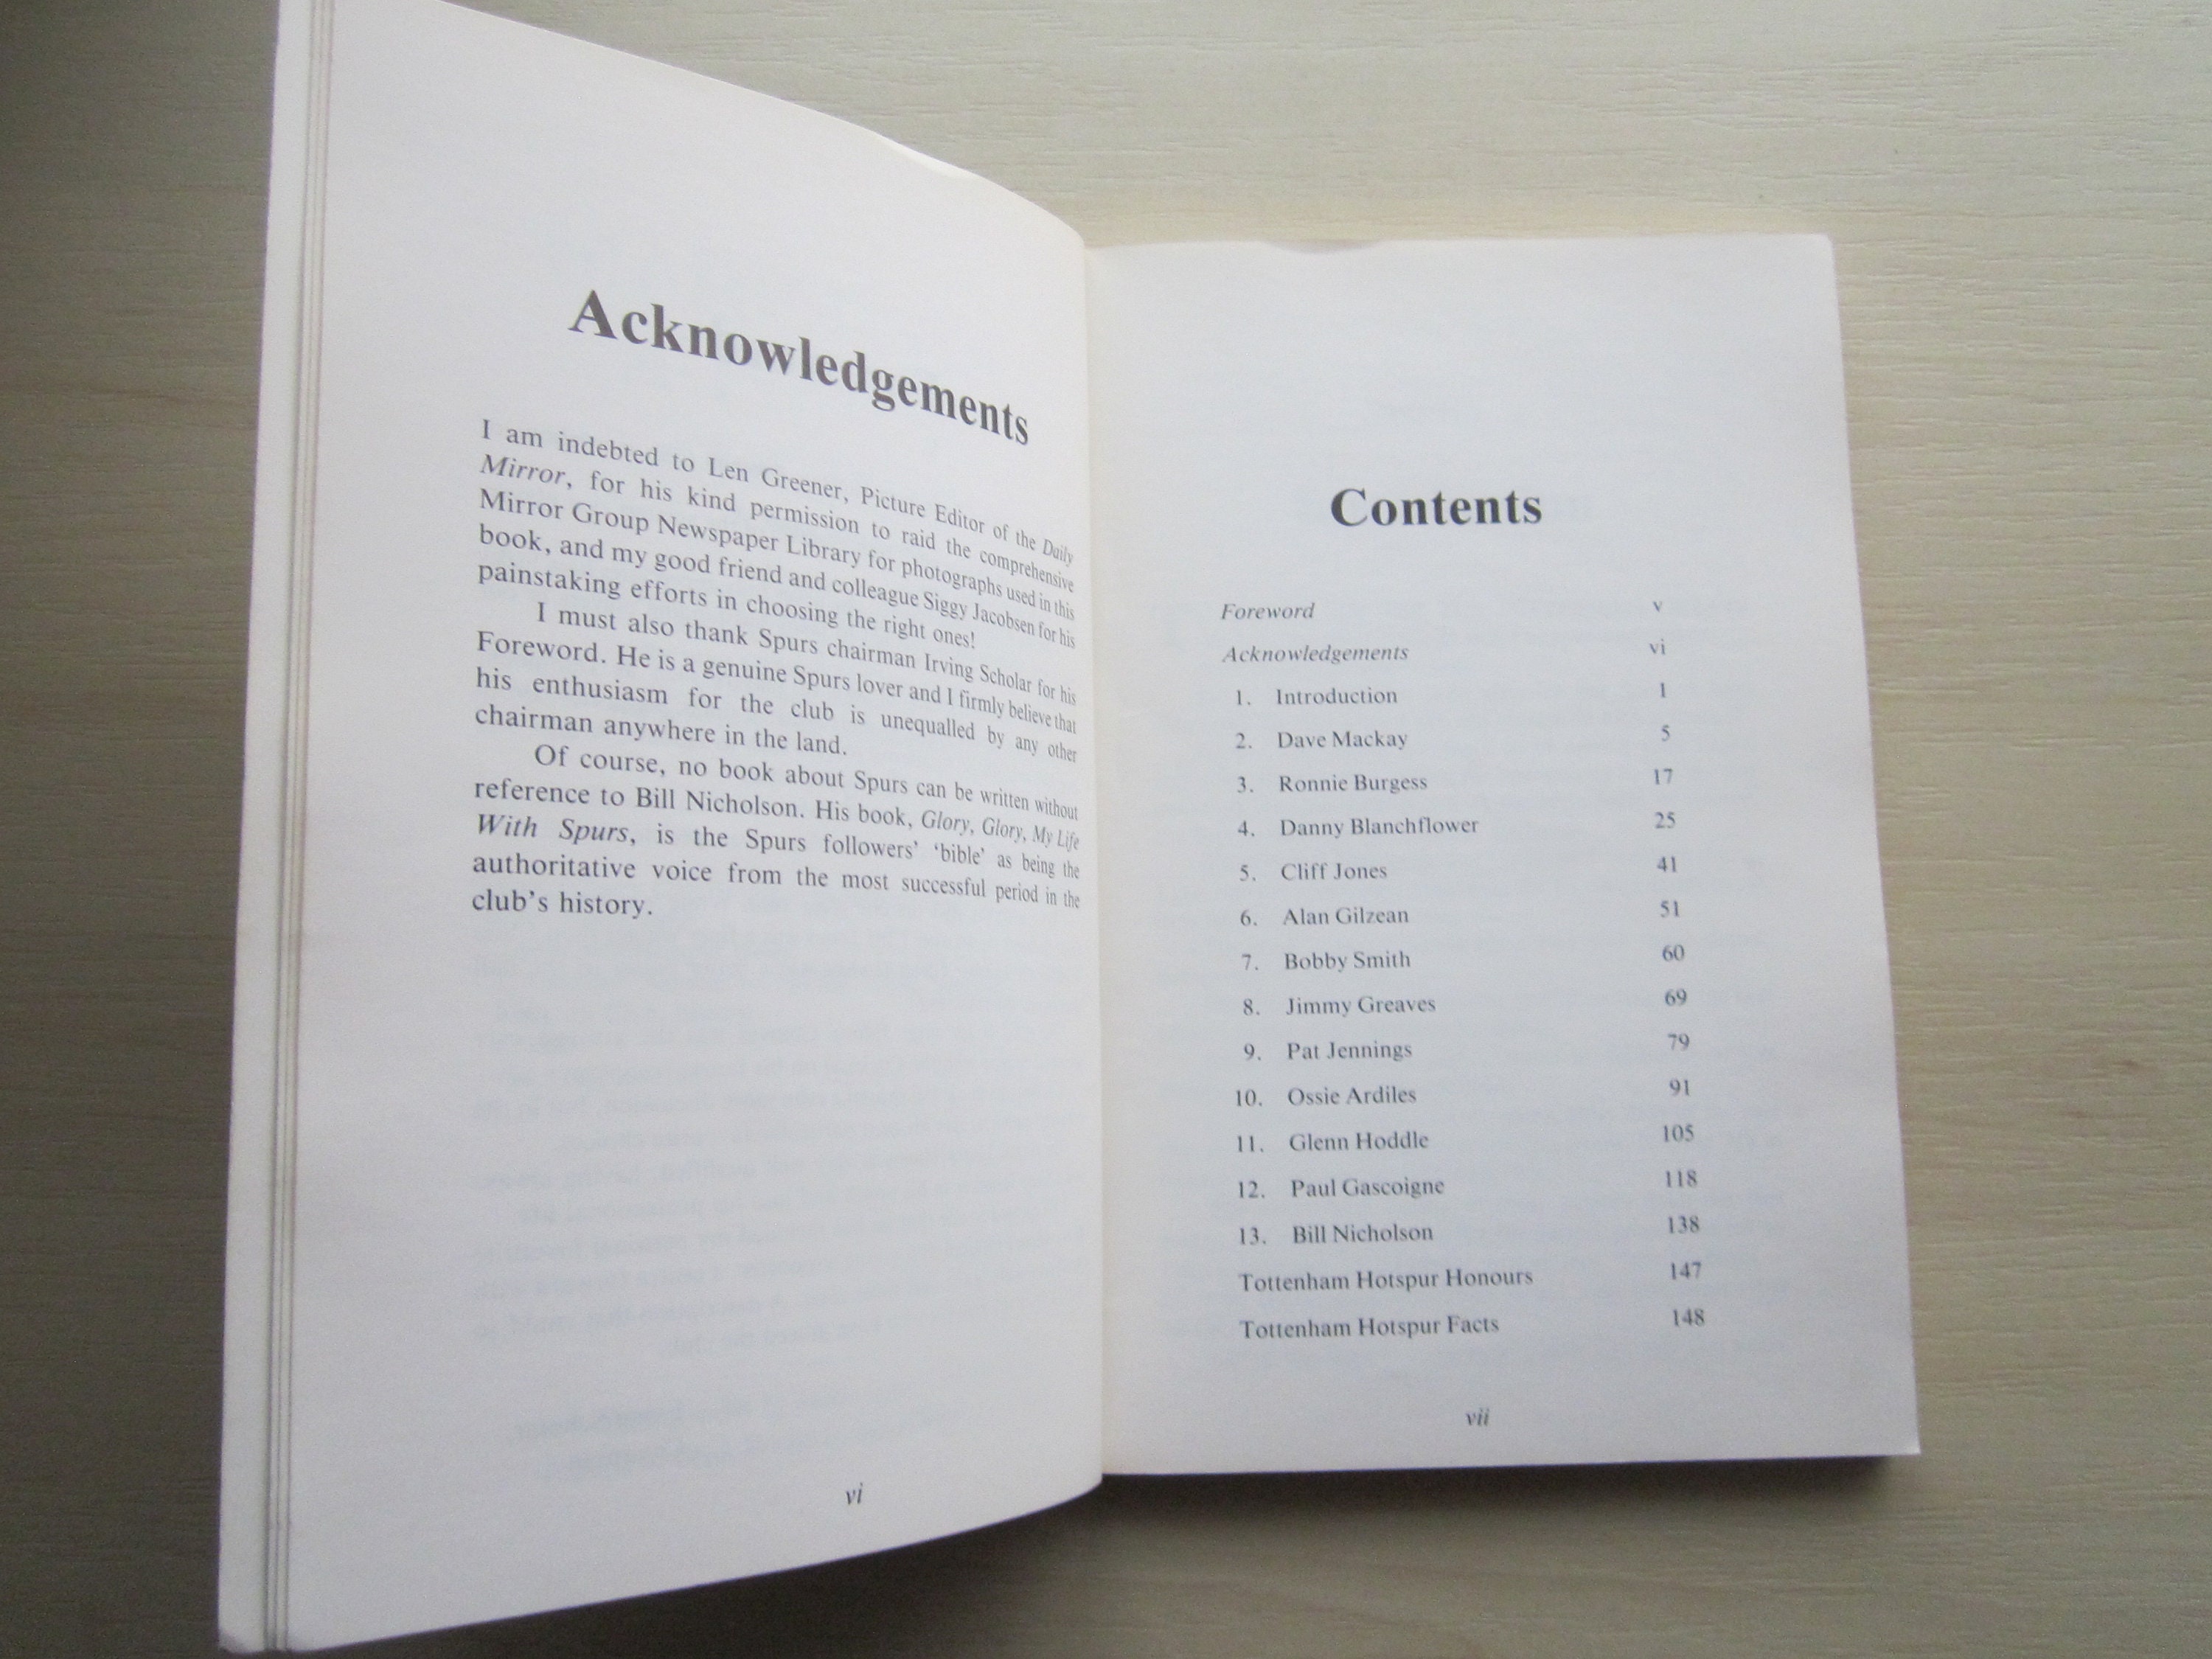 Acknowledgements
I am indebted to Len Greener, Picture Editor of the Daily
Mirror, for his kind permission to raid the comprehensive
Mirror Group Newspaper Library for photographs used in this
book, and my good friend and colleague Siggy Jacobsen for his
painstaking efforts in choosing the right ones!
I must also thank Spurs chairman Irving Scholar for his
Foreword. He is a genuine Spurs lover and I firmly believe that
his enthusiasm for the club is unequalled by any other
chairman anywhere in the land.
Of course, no book about Spurs can be written without
reference to Bill Nicholson. His book, Glory, Glory, My Life
With Spurs, is the Spurs followers' 'bible' as being the
authoritative voice from the most successful period in the
club's history.
vi
Contents
Foreword v
Acknowledgements vi
1. Introduction 1
2. Dave Mackay 5
3. Ronnie Burgess 17
4. Danny Blanchflower 25
5. Cliff Jones 41
6. Alan Gilzean 51
7. Bobby Smith 60
8. Jimmy Greaves 69
9. Pat Jennings 79
10. Ossie Ardiles 91
11. Glenn Hoddle 105
12. Paul Gascoigne 118
13. Bill Nicholson 138
Tottenham Hotspur Honours 147
Tottenham Hotspur Facts 148
vii